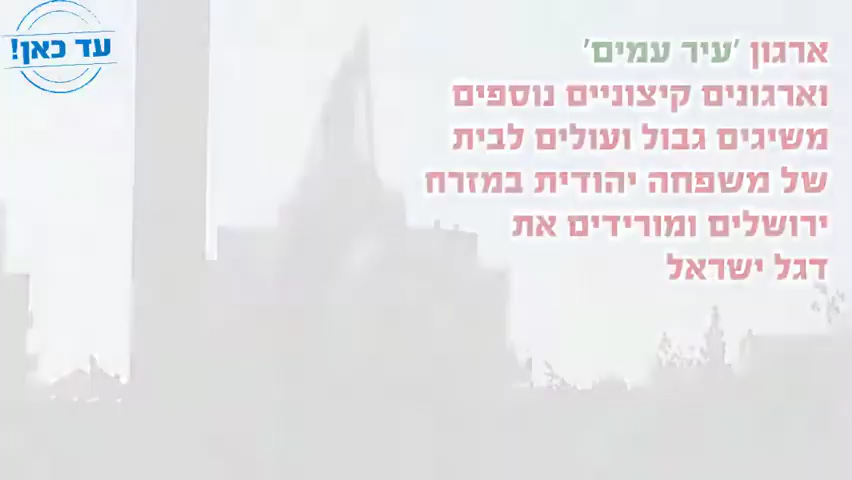 עד כאן!
ארגון 'עיר עמים'
וארגונים קיצוניים נוספים
משיגים גבול ועולים לבית
של משפחה יהודית במזרח
ירושלים ומורידים את
דגל ישראל